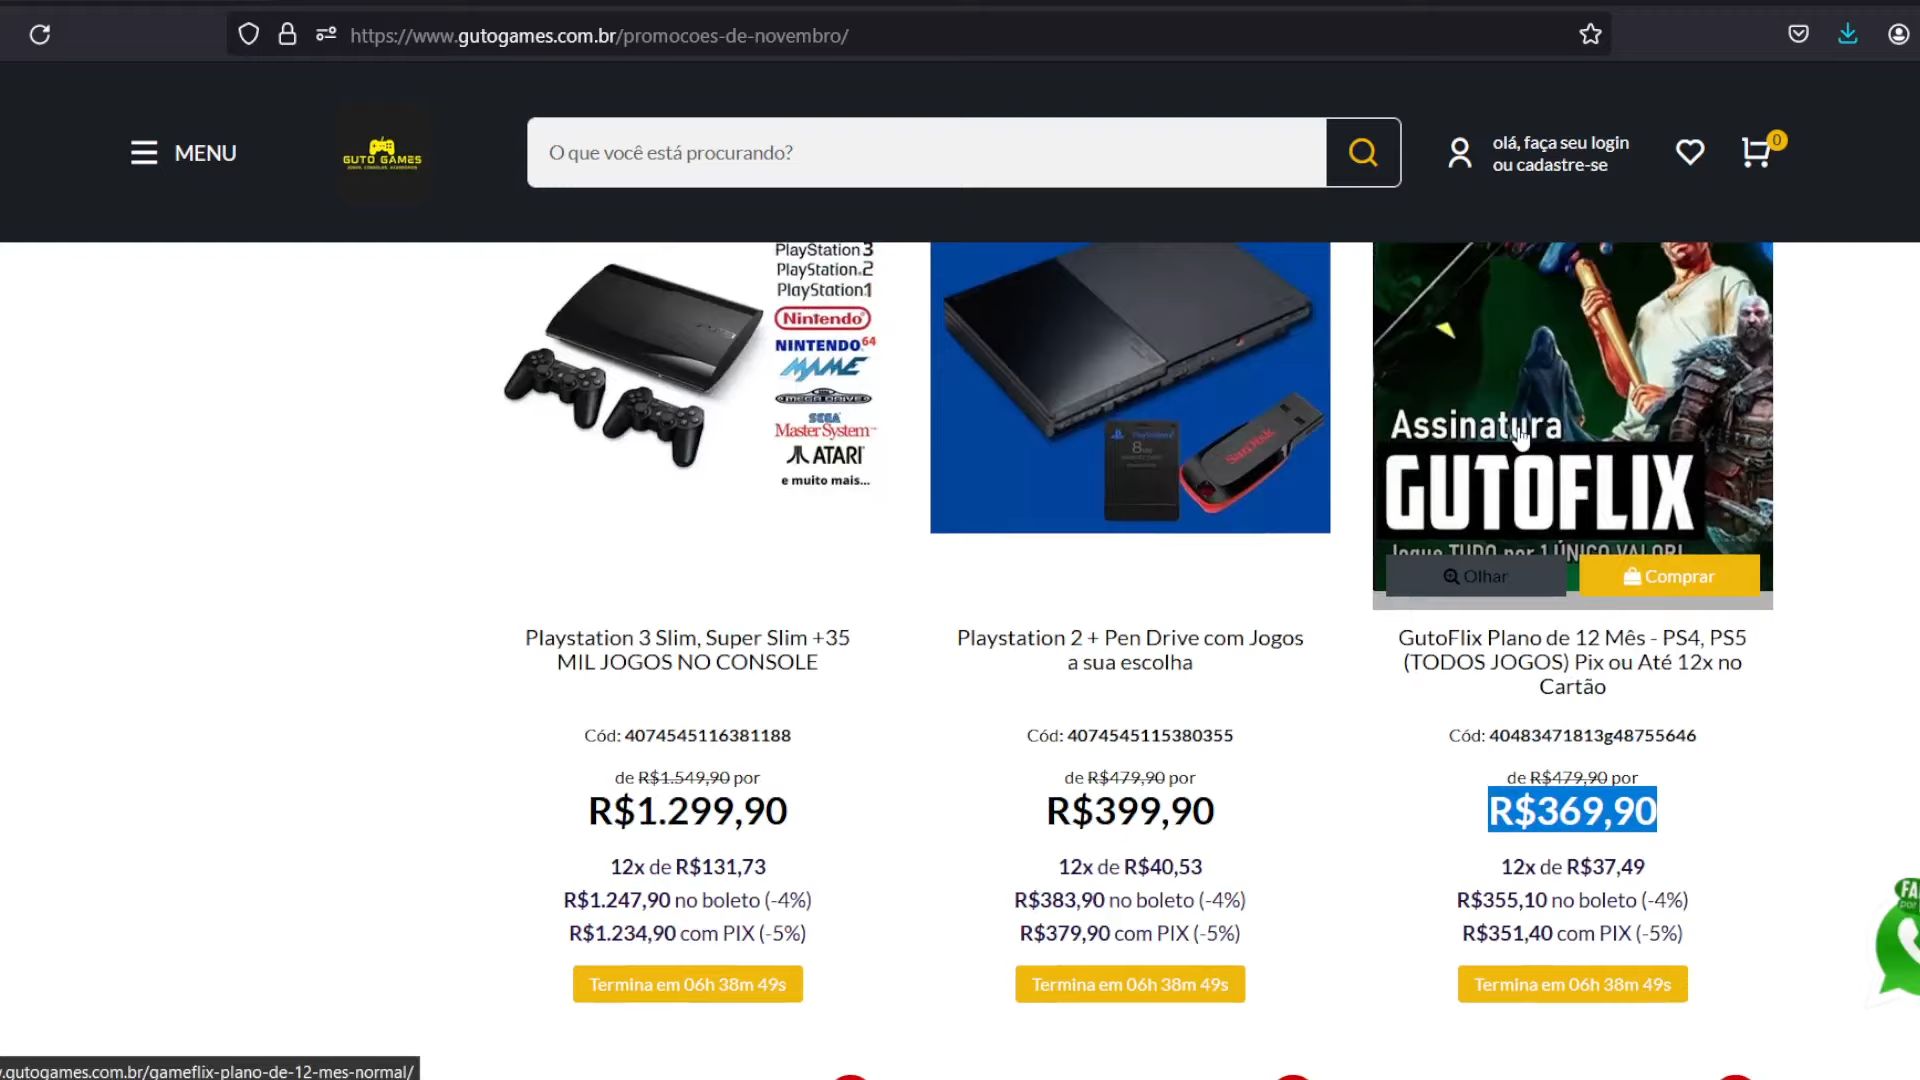 https://www.gutogames.com.br/promocoes-de-novembro/
MENU
GUTO GAMES
O que você está procurando?
olá, faça seu login
ou cadastre-se
0
PlayStation 3
PlayStation.2
PlayStation1
Nintendo
NINTENDO 64
MAME
MEGA DRIVE
SEGA
Master System
ATARI
e muito mais...
PlayStation 2
8
SanDisk
Assinatura
GUTOFLIX
Jogue TUDO por 1 ÚNICO VALOR!
Olhar
Comprar
Playstation 3 Slim, Super Slim +35
MIL JOGOS NO CONSOLE
Cód: 4074545116381188
de R$1.549,90 por
R$1.299,90
12x de R$131,73
R$1.247,90 no boleto (-4%)
R$1.234,90 com PIX (-5%)
Termina em 06h 38m 49s
Playstation 2 + Pen Drive com Jogos
a sua escolha
Cód: 4074545115380355
de R$479,90 por
R$399,90
12x de R$40,53
R$383,90 no boleto (-4%)
R$379,90 com PIX (-5%)
Termina em 06h 38m 49s
GutoFlix Plano de 12 Mês - PS4, PS5
(TODOS JOGOS) Pix ou Até 12x no
Cartão
Cód: 40483471813g48755646
de R$479,90 por
R$369,90
12x de R$37,49
R$355,10 no boleto (-4%)
R$351,40 com PIX (-5%)
Termina em 06h 38m 49s
FA
por
.gutogames.com.br/gameflix-plano-de-12-mes-normal/